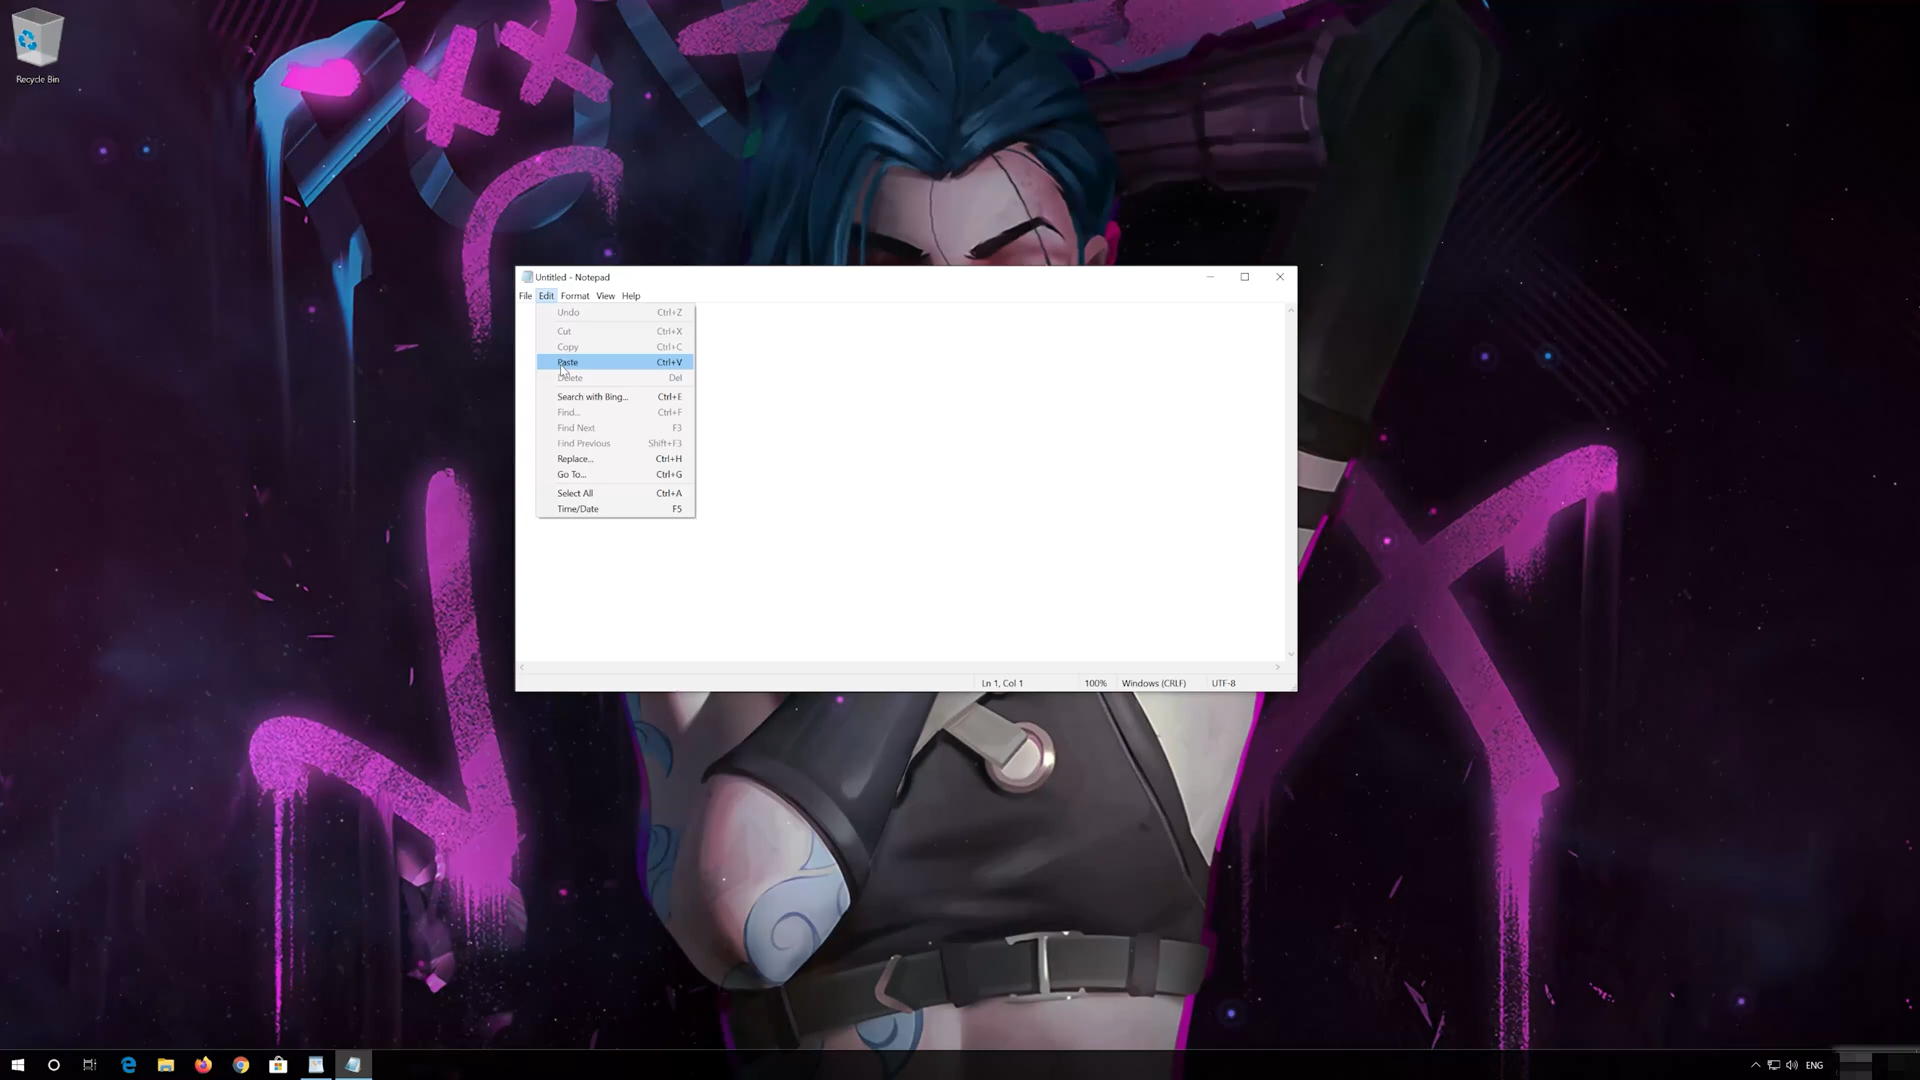 Recycle Bin
Untitled - Notepad
File Edit Format View Help
Undo Ctrl+Z
Cut Ctrl+X
Copy Ctrl+C
Paste Ctrl+V
Delete Del
Search with Bing... Ctrl+E
Find... Ctrl+F
Find Next F3
Find Previous Shift+F3
Replace... Ctrl+H
Go To... Ctrl+G
Select All Ctrl+A
Time/Date F5
Ln 1, Col 1 100% Windows (CRLF) UTF-8
ENG